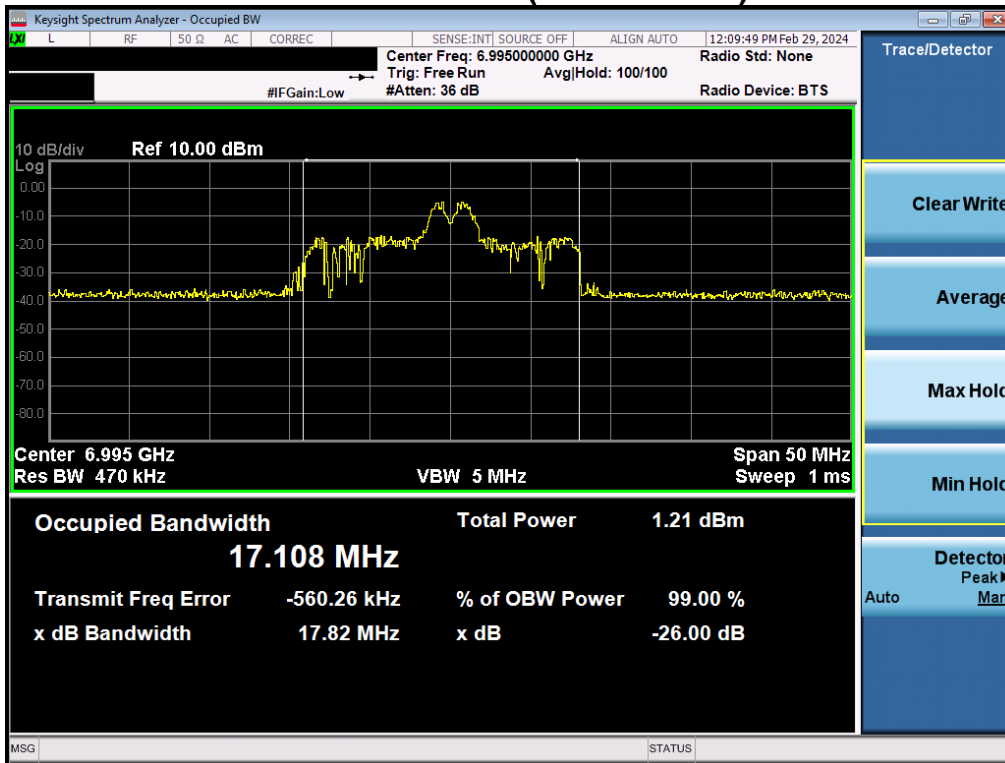 Keysight Spectrum Analyzer - Occupied BW
LXI L RF 50 Ω AC CORREC SENSE:INT SOURCE OFF ALIGN AUTO 12:09:49 PM Feb 29, 2024
Center Freq: 6.995000000 GHz Radio Std: None
Trig: Free Run Avg|Hold: 100/100
#IFGain:Low #Atten: 36 dB Radio Device: BTS
Trace/Detector
10 dB/div Ref 10.00 dBm
Log
0.00
-10.0
-20.0
-30.0
-40.0
-50.0
-60.0
-70.0
-80.0
Center 6.995 GHz Span 50 MHz
Res BW 470 kHz VBW 5 MHz Sweep 1 ms
Occupied Bandwidth Total Power 1.21 dBm
17.108 MHz
Transmit Freq Error -560.26 kHz % of OBW Power 99.00 %
x dB Bandwidth 17.82 MHz x dB -26.00 dB
Clear Write
Average
Max Hold
Min Hold
Detector
Peak
Auto Man
MSG STATUS